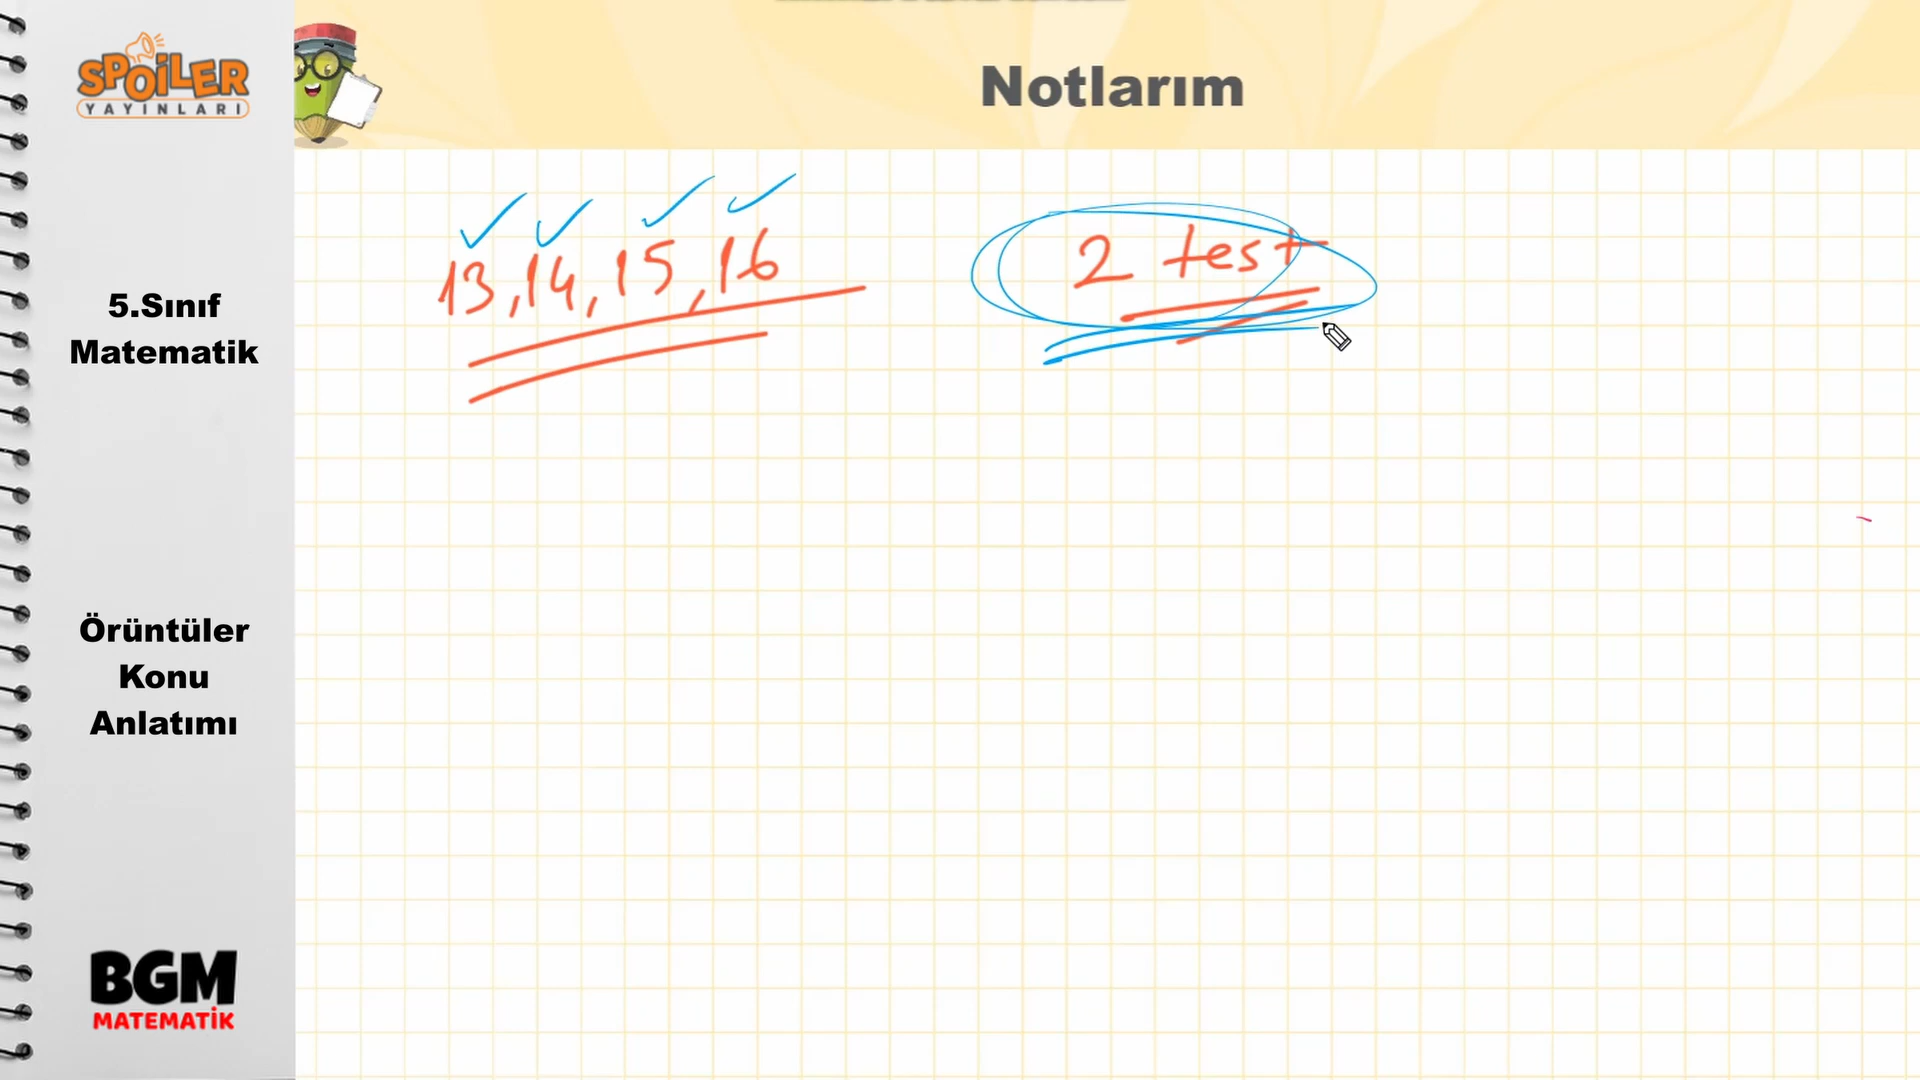 SPOiLER
YAYINLARI
Notlarım
5.Sınıf
Matematik
13, 14, 15, 16
2 test
Örüntüler
Konu
Anlatımı
BGM
MATEMATİK